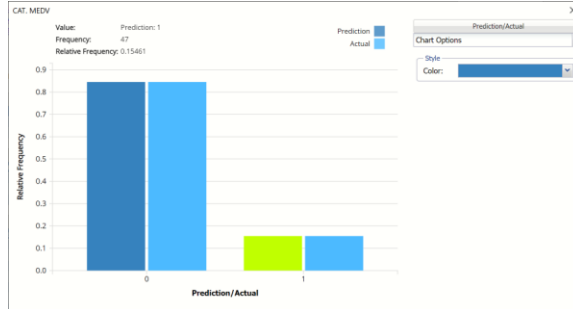 CAT. MEDV
Value: Prediction: 1
Frequency: 47
Relative Frequency: 0.15461
Prediction
Actual
Prediction/Actual
Chart Options
Style
Color:
0.9
0.8
0.7
0.6
0.5
0.4
0.3
0.2
0.1
0.0
Relative Frequency
0 1
Prediction/Actual